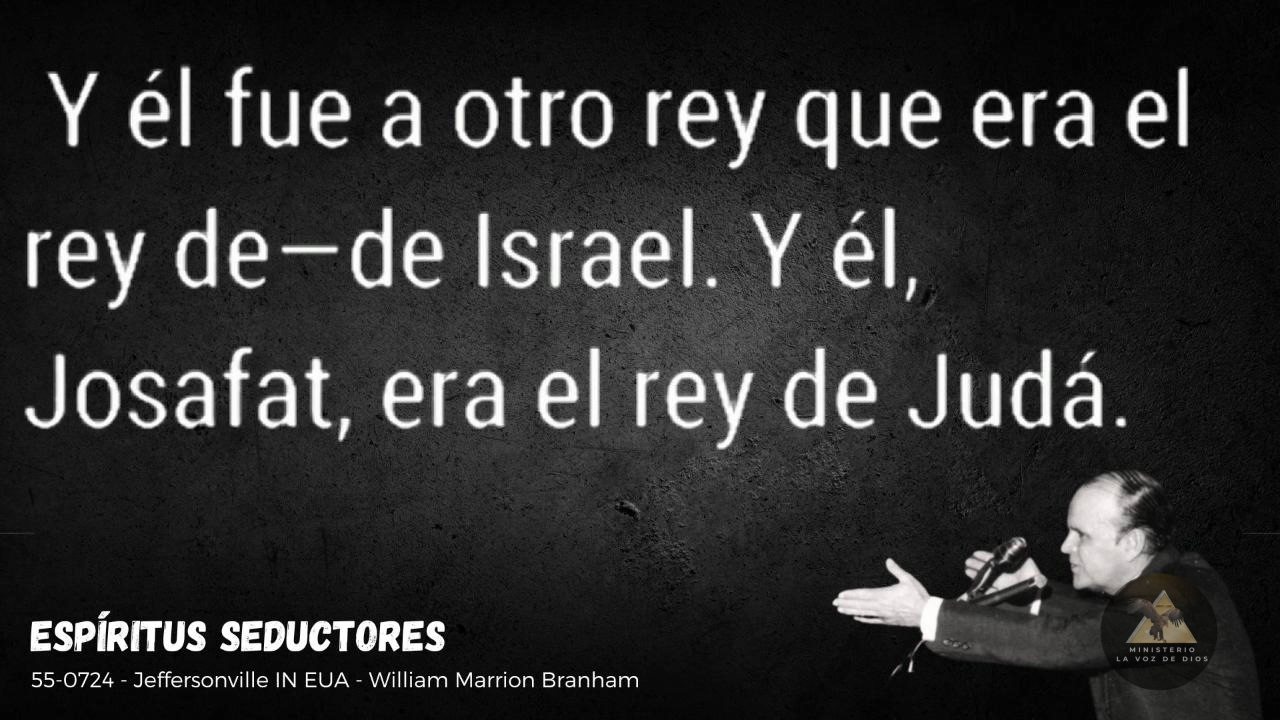 Y él fue a otro rey que era el
rey de—de Israel. Y él,
Josafat, era el rey de Judá.
ESPÍRITUS SEDUCTORES
55-0724 - Jeffersonville IN EUA - William Marrion Branham
MINISTERIO
LA VOZ DE DIOS